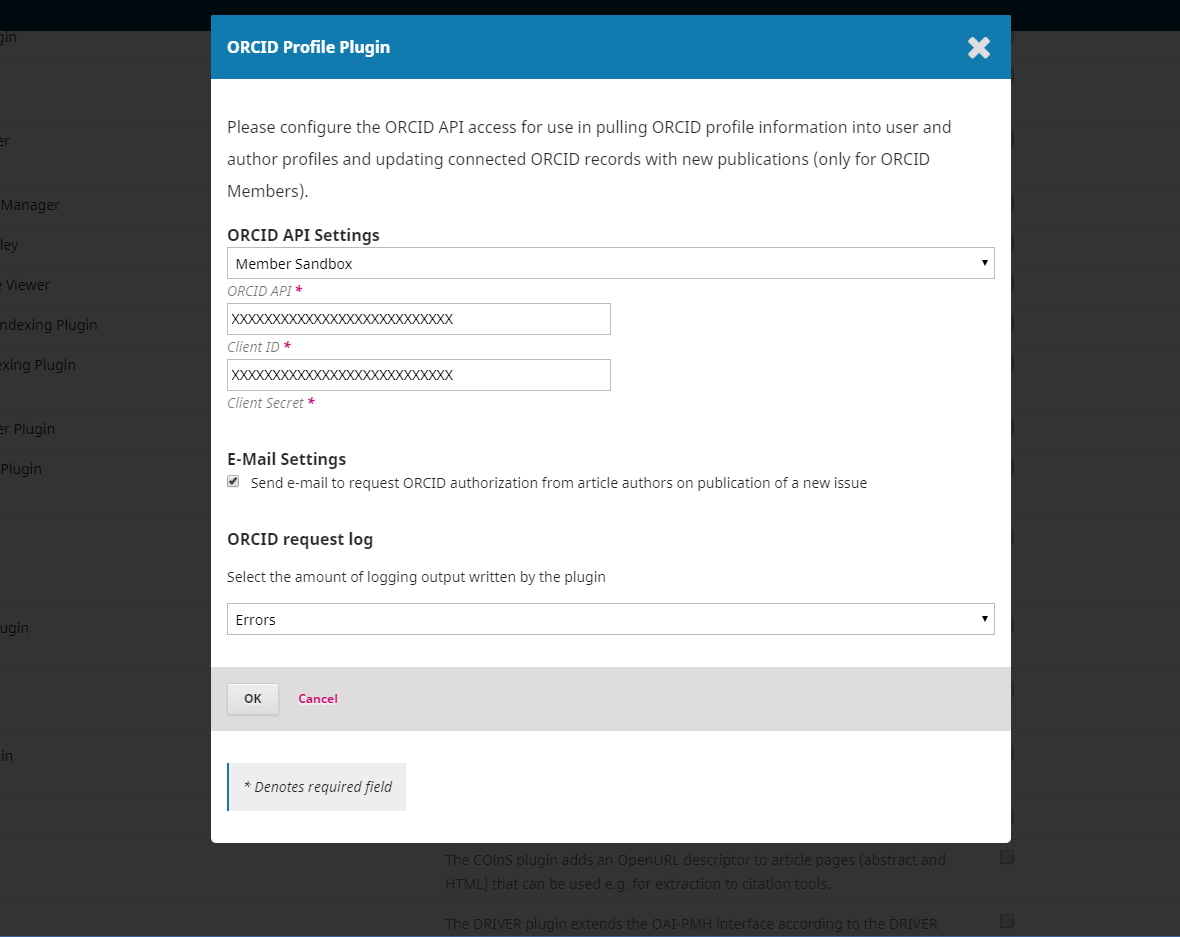 gin
ORCID Profile Plugin
Please configure the ORCID API access for use in pulling ORCID profile information into user and
author profiles and updating connected ORCID records with new publications (only for ORCID
Members).
er
Manager
ORCID API Settings
ley
Member Sandbox
e Viewer
ORCID API *
XXXXXXXXXXXXXXXXXXXXXXXXXXX
ndexing Plugin
Client ID *
exing Plugin
XXXXXXXXXXXXXXXXXXXXXXXXXXX
Client Secret *
er Plugin
E-Mail Settings
Plugin
Send e-mail to request ORCID authorization from article authors on publication of a new issue
ORCID request log
Select the amount of logging output written by the plugin
Errors
ugin
OK Cancel
in
* Denotes required field
The COinS plugin adds an OpenURL descriptor to article pages (abstract and
HTML) that can be used e.g. for extraction to citation tools.
The DRIVER plugin extends the OAI-PMH interface according to the DRIVER